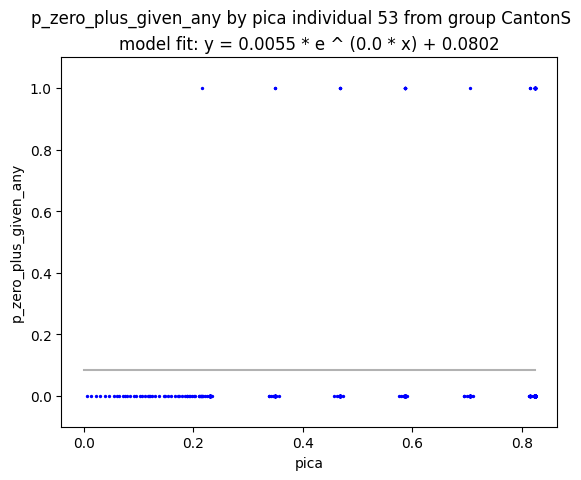 p_zero_plus_given_any by pica individual 53 from group CantonS
model fit: y = 0.0055 * e ^ (0.0 * x) + 0.0802
1.0
0.8
0.6
0.4
0.2
0.0
p_zero_plus_given_any
0.0 0.2 0.4 0.6 0.8
pica